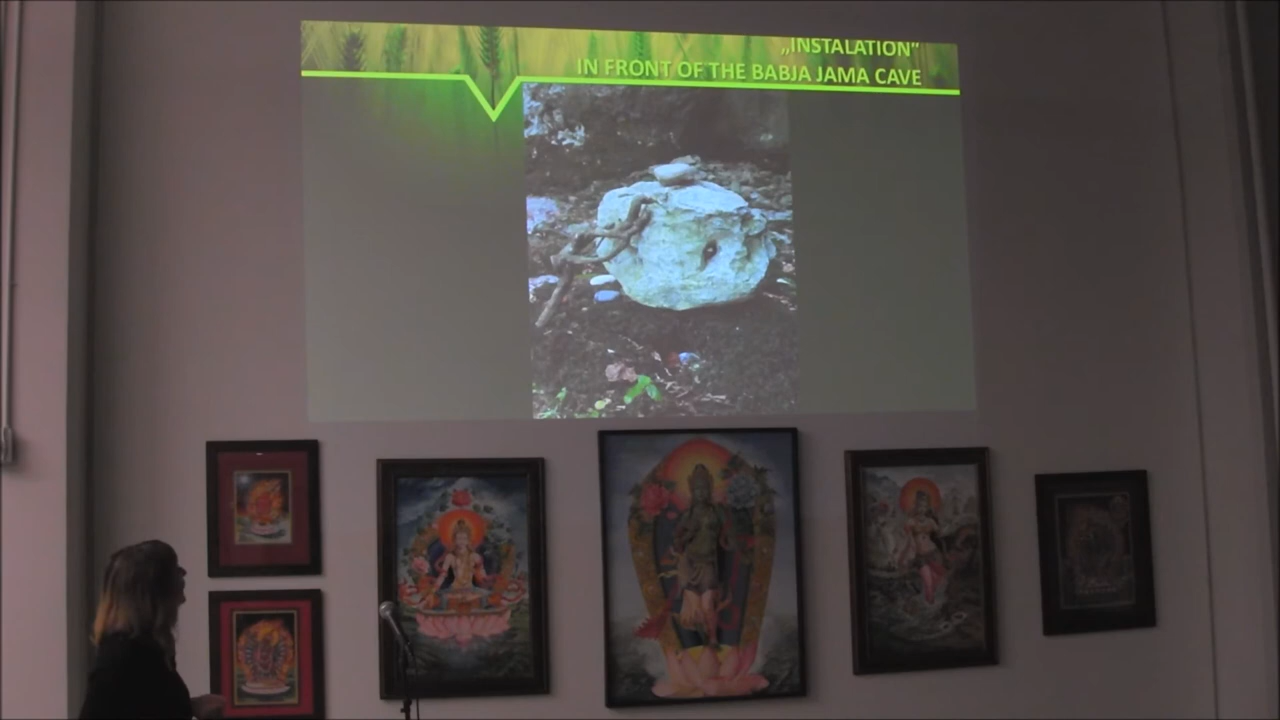 „INSTALATION”
IN FRONT OF THE BABJA JAMA CAVE